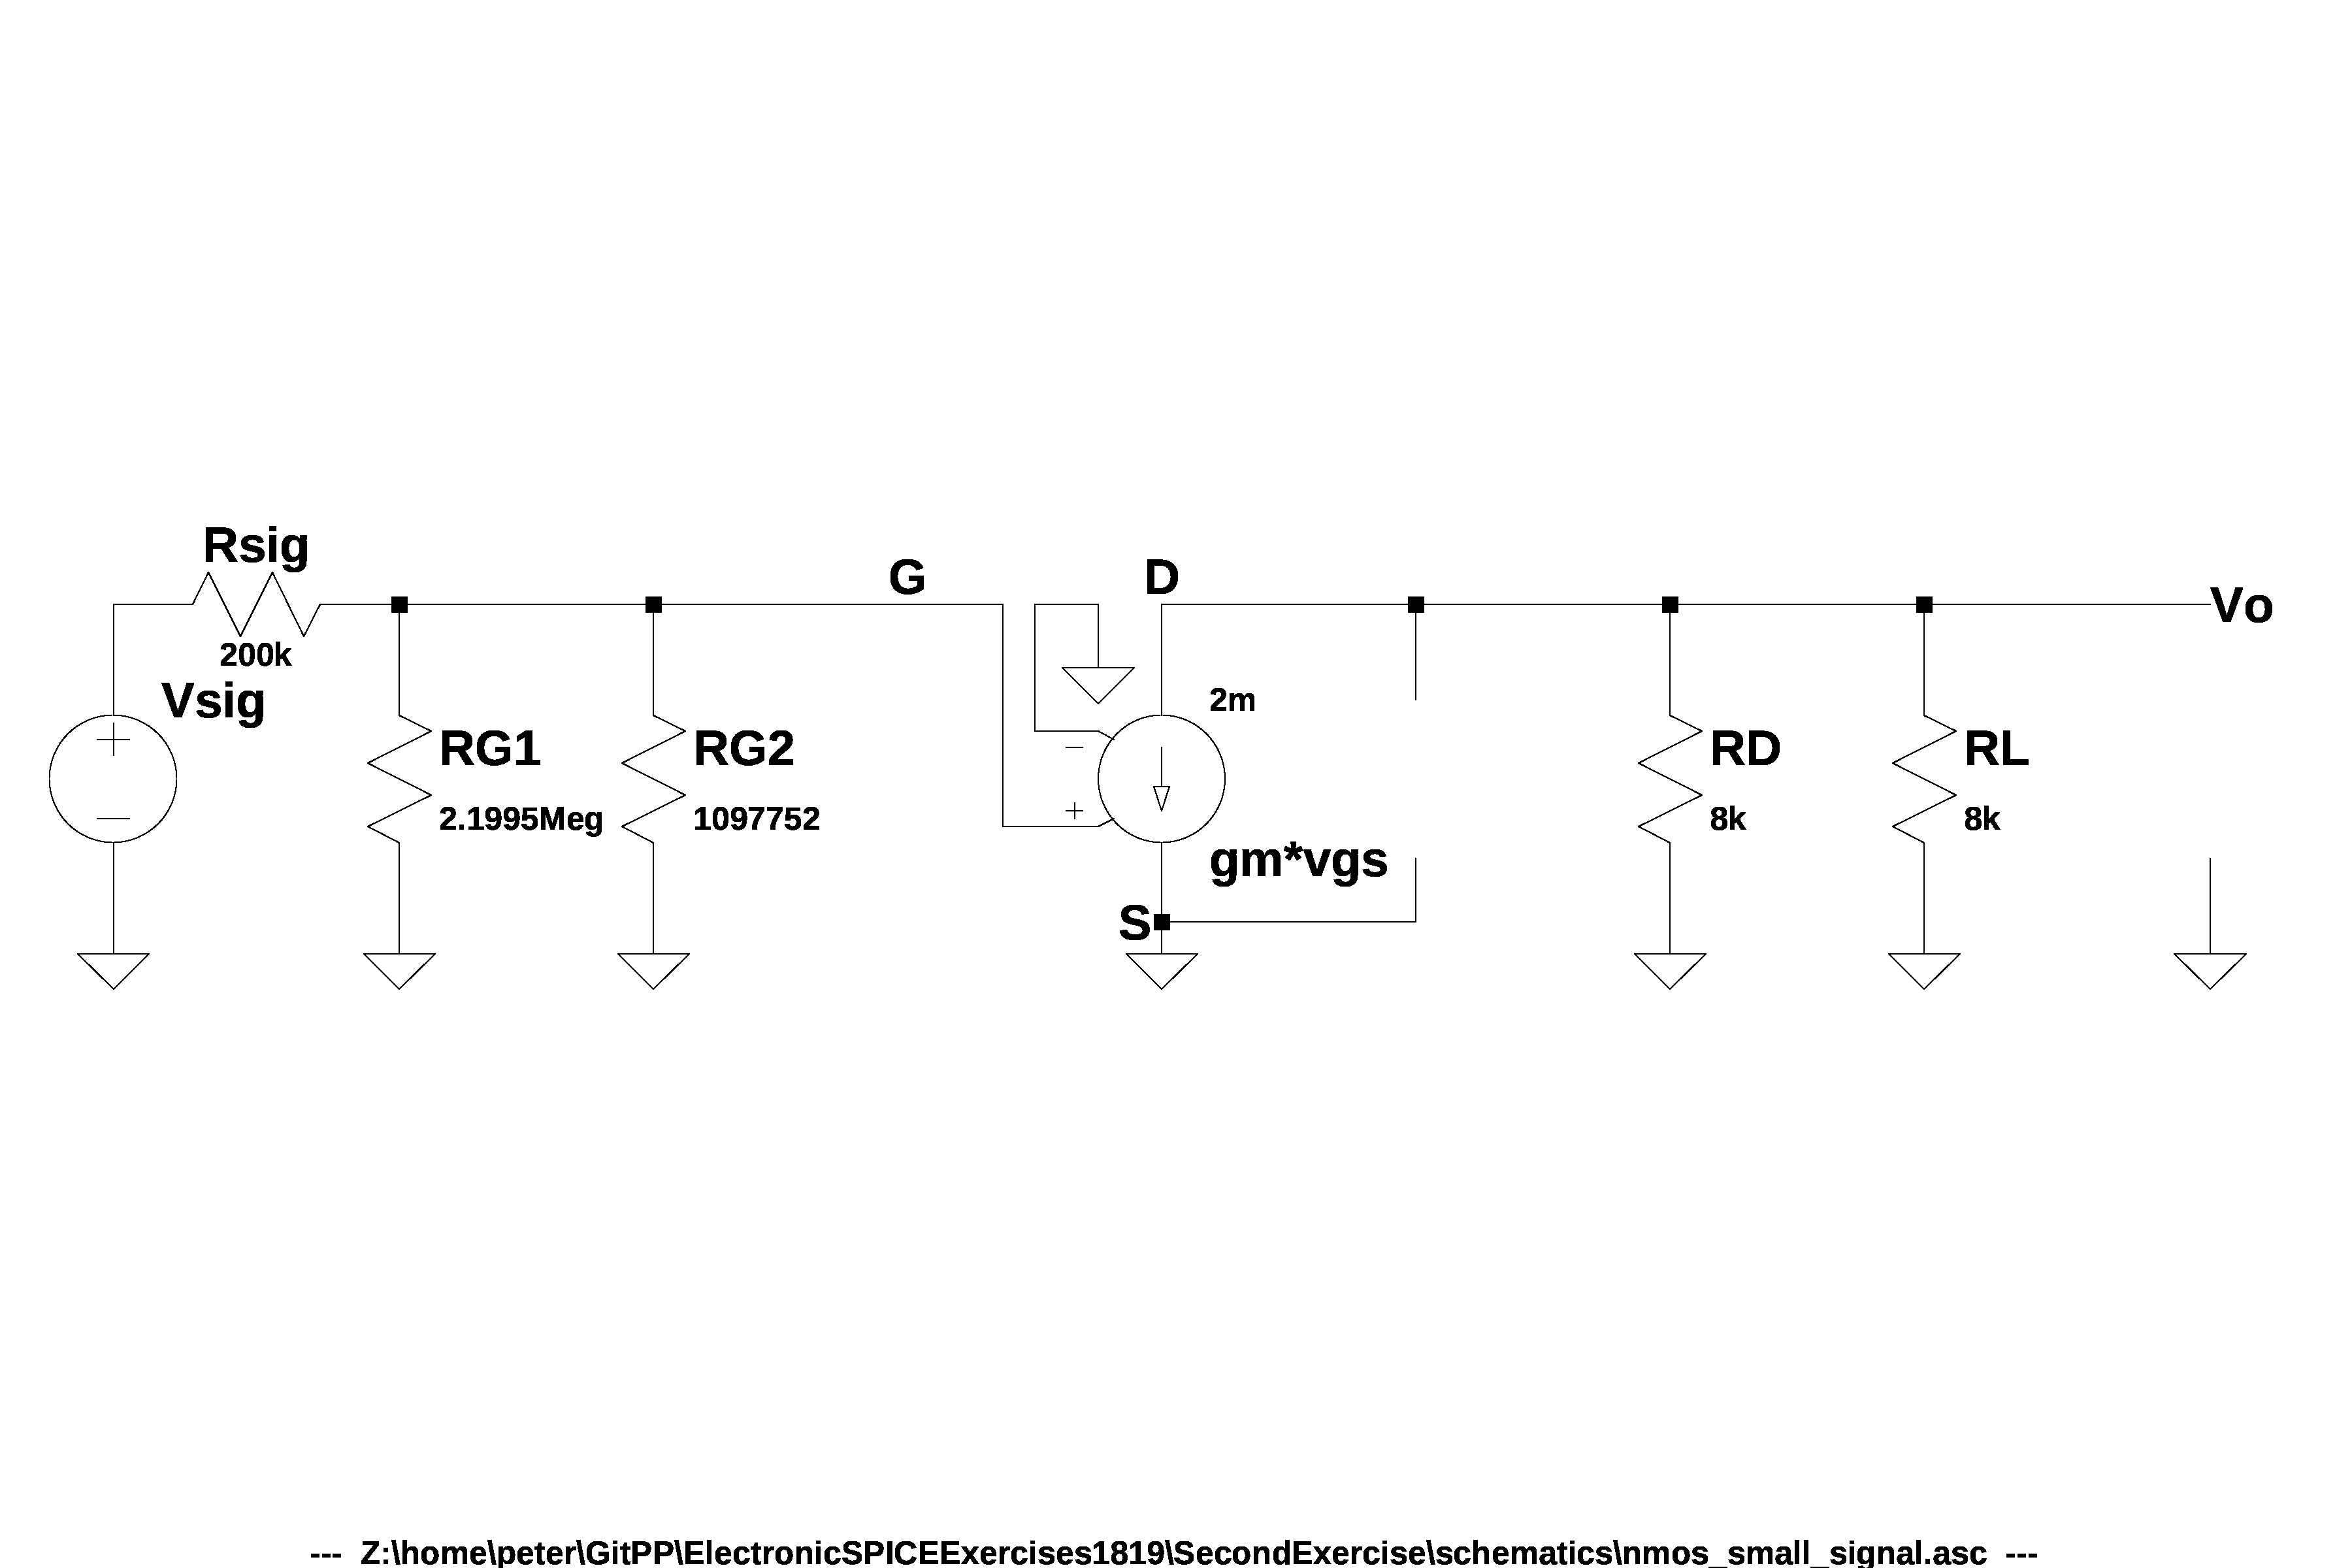 Rsig
200k
Vsig
RG1
2.1995Meg
RG2
1097752
G
D
2m
gm*vgs
S
RD
8k
RL
8k
Vo
--- Z:\home\peter\GitPP\ElectronicSPICEExercises1819\SecondExercise\schematics\nmos_small_signal.asc ---